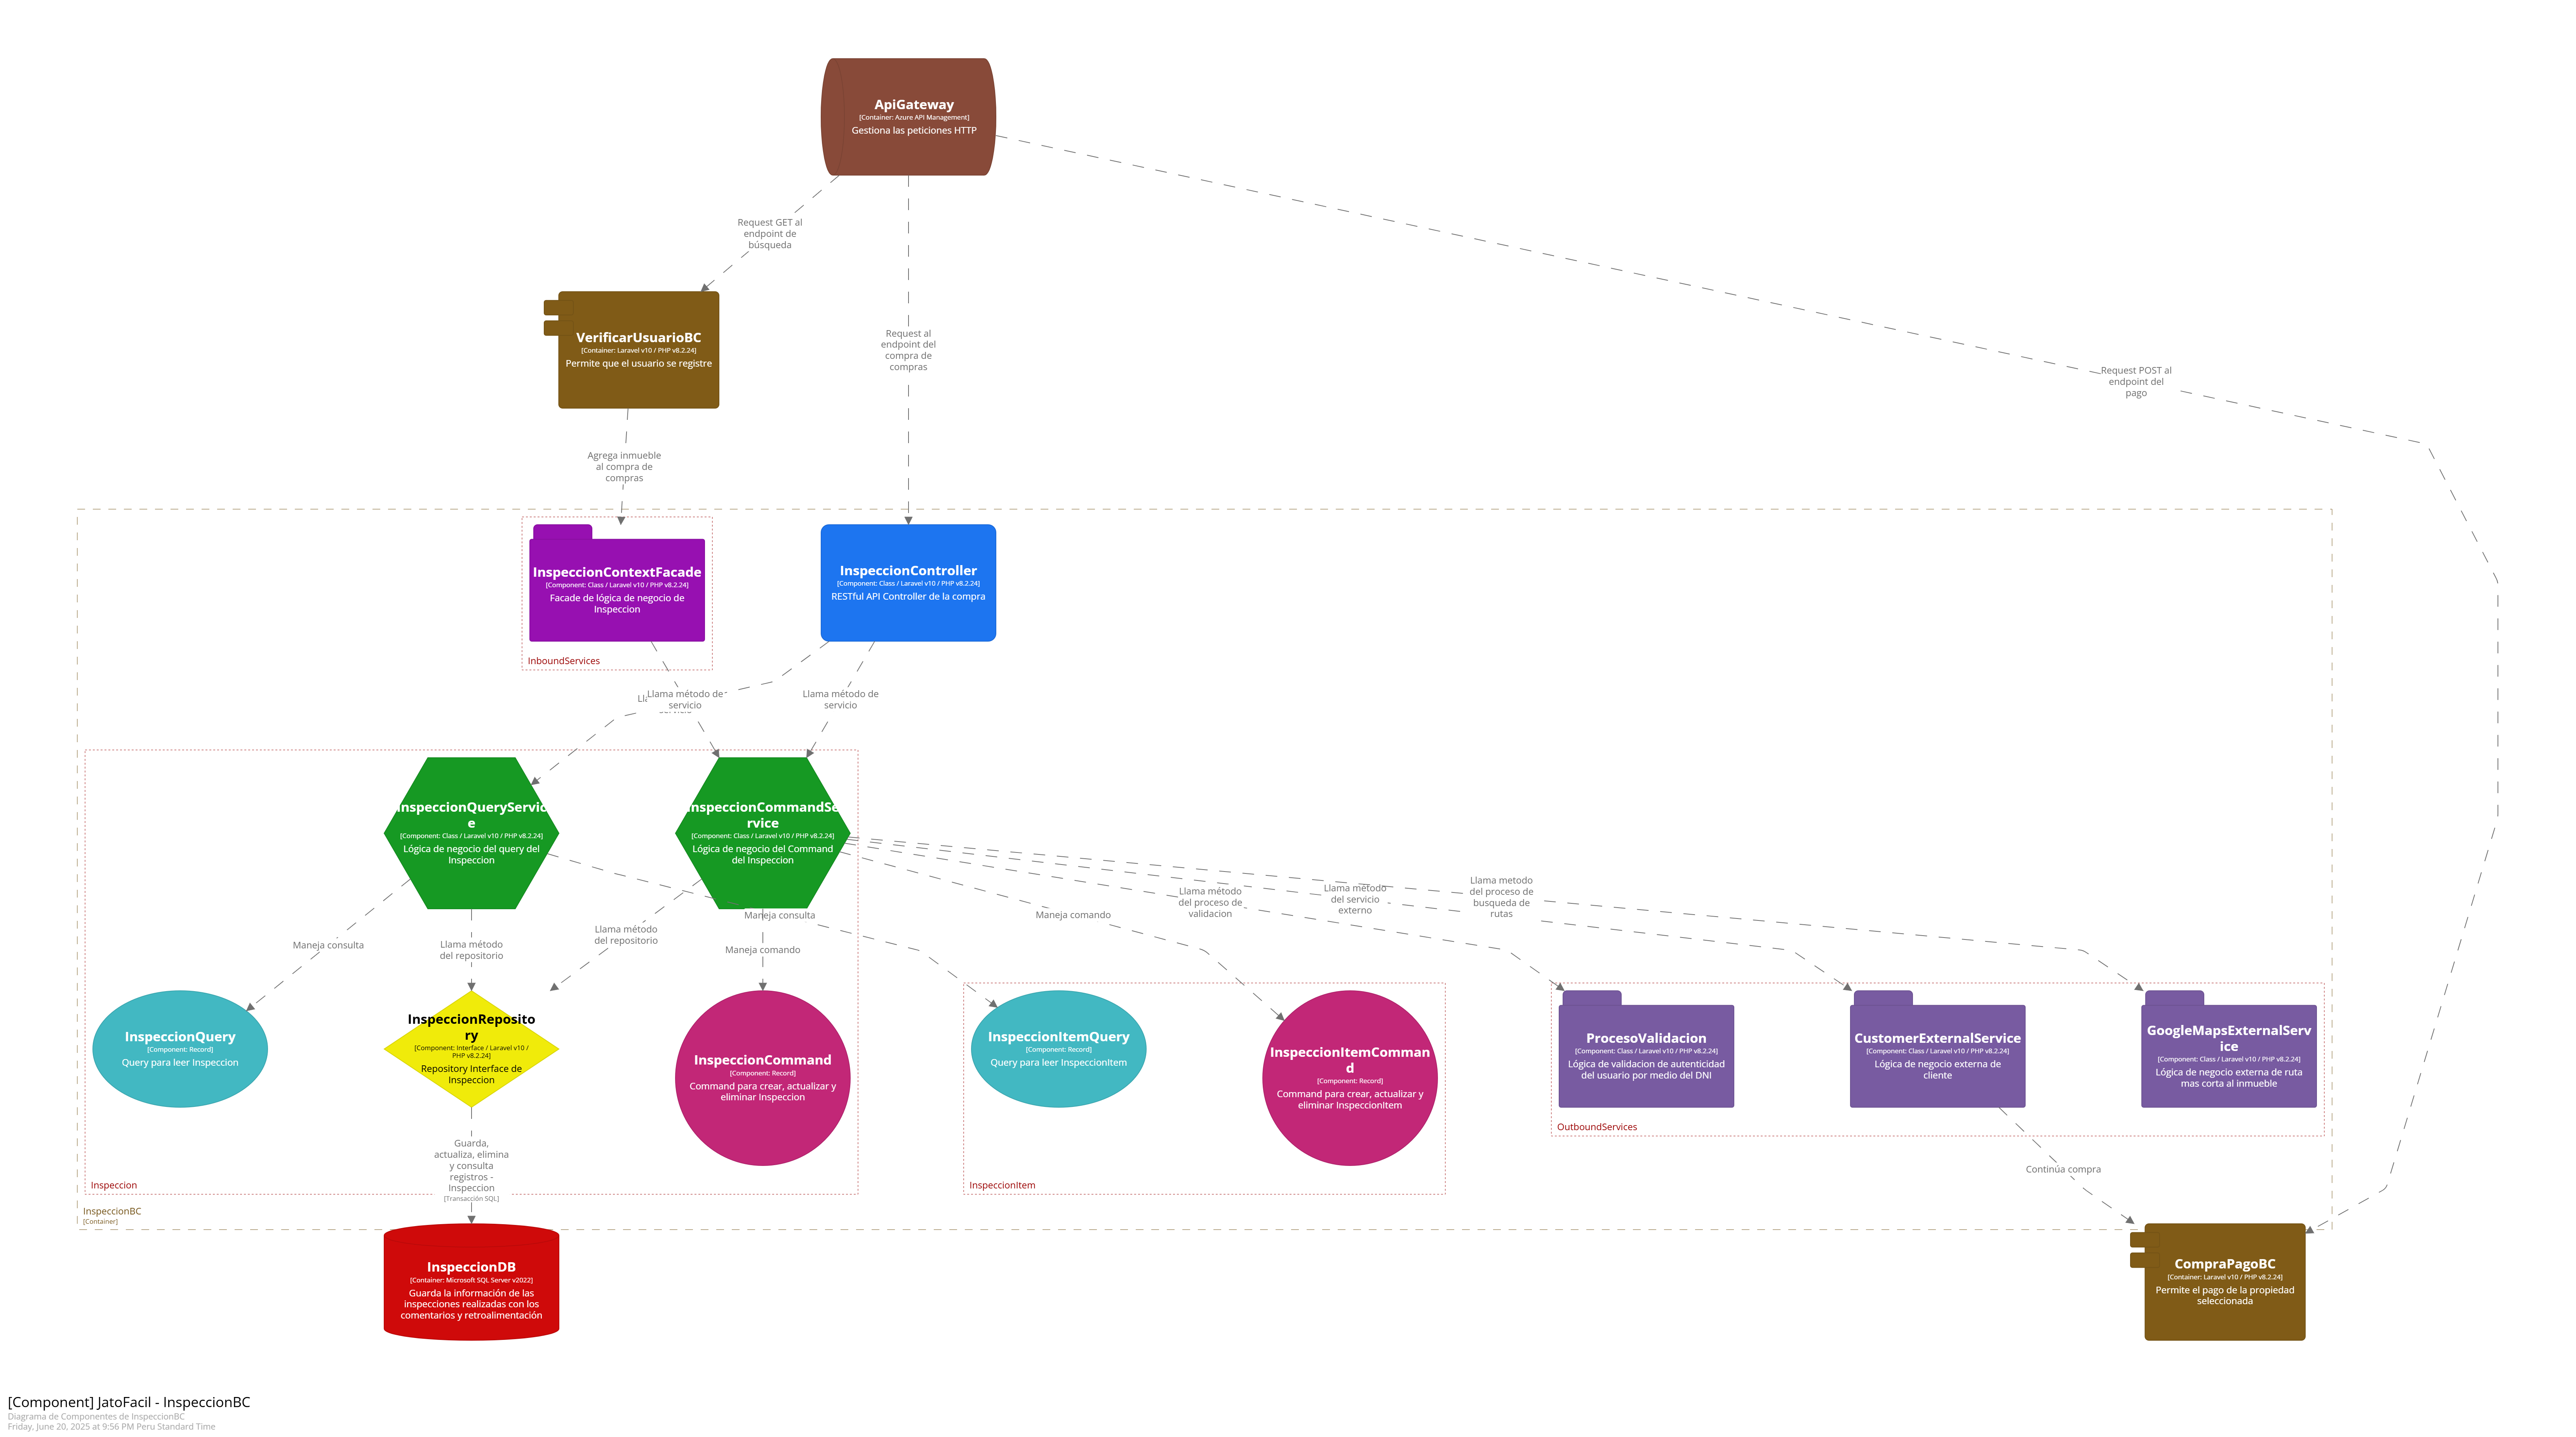 ApiGateway
[Container: Azure API Management]
Gestiona las peticiones HTTP
Request GET al
endpoint de
búsqueda
Request al
endpoint del
compra de
compras
Request POST al
endpoint del
pago
VerificarUsuarioBC
[Container: Laravel v10 / PHP v8.2.24]
Permite que el usuario se registre
Agrega inmueble
al compra de
compras
InspeccionContextFacade
[Component: Class / Laravel v10 / PHP v8.2.24]
Facade de lógica de negocio de
Inspeccion
InboundServices
InspeccionController
[Component: Class / Laravel v10 / PHP v8.2.24]
RESTful API Controller de la compra
Llama método de
servicio
Llama método de
servicio
InspeccionQueryServic
e
[Component: Class / Laravel v10 / PHP v8.2.24]
Lógica de negocio del query del
Inspeccion
InspeccionCommandSe
rvice
[Component: Class / Laravel v10 / PHP v8.2.24]
Lógica de negocio del Command
del Inspeccion
Maneja consulta
Llama método
del repositorio
Llama método
del repositorio
Maneja consulta
Maneja comando
Maneja comando
Llama método
del proceso de
validacion
Llama método
del servicio
externo
Llama metodo
del proceso de
busqueda de
rutas
InspeccionQuery
[Component: Record]
Query para leer Inspeccion
InspeccionReposito
ry
[Component: Interface / Laravel v10 /
PHP v8.2.24]
Repository Interface de
Inspeccion
InspeccionCommand
[Component: Record]
Command para crear, actualizar y
eliminar Inspeccion
InspeccionItemQuery
[Component: Record]
Query para leer InspeccionItem
InspeccionItemComman
d
[Component: Record]
Command para crear, actualizar y
eliminar InspeccionItem
ProcesoValidacion
[Component: Class / Laravel v10 / PHP v8.2.24]
Lógica de validacion de autenticidad
del usuario por medio del DNI
CustomerExternalService
[Component: Class / Laravel v10 / PHP v8.2.24]
Lógica de negocio externa de
cliente
GoogleMapsExternalServ
ice
[Component: Class / Laravel v10 / PHP v8.2.24]
Lógica de negocio externa de ruta
mas corta al inmueble
OutboundServices
Guarda,
actualiza, elimina
y consulta
registros -
Inspeccion
[Transacción SQL]
Continúa compra
Inspeccion
InspeccionItem
InspeccionBC
[Container]
InspeccionDB
[Container: Microsoft SQL Server v2022]
Guarda la información de las
inspecciones realizadas con los
comentarios y retroalimentación
CompraPagoBC
[Container: Laravel v10 / PHP v8.2.24]
Permite el pago de la propiedad
seleccionada
[Component] JatoFacil - InspeccionBC
Diagrama de Componentes de InspeccionBC
Friday, June 20, 2025 at 9:56 PM Peru Standard Time